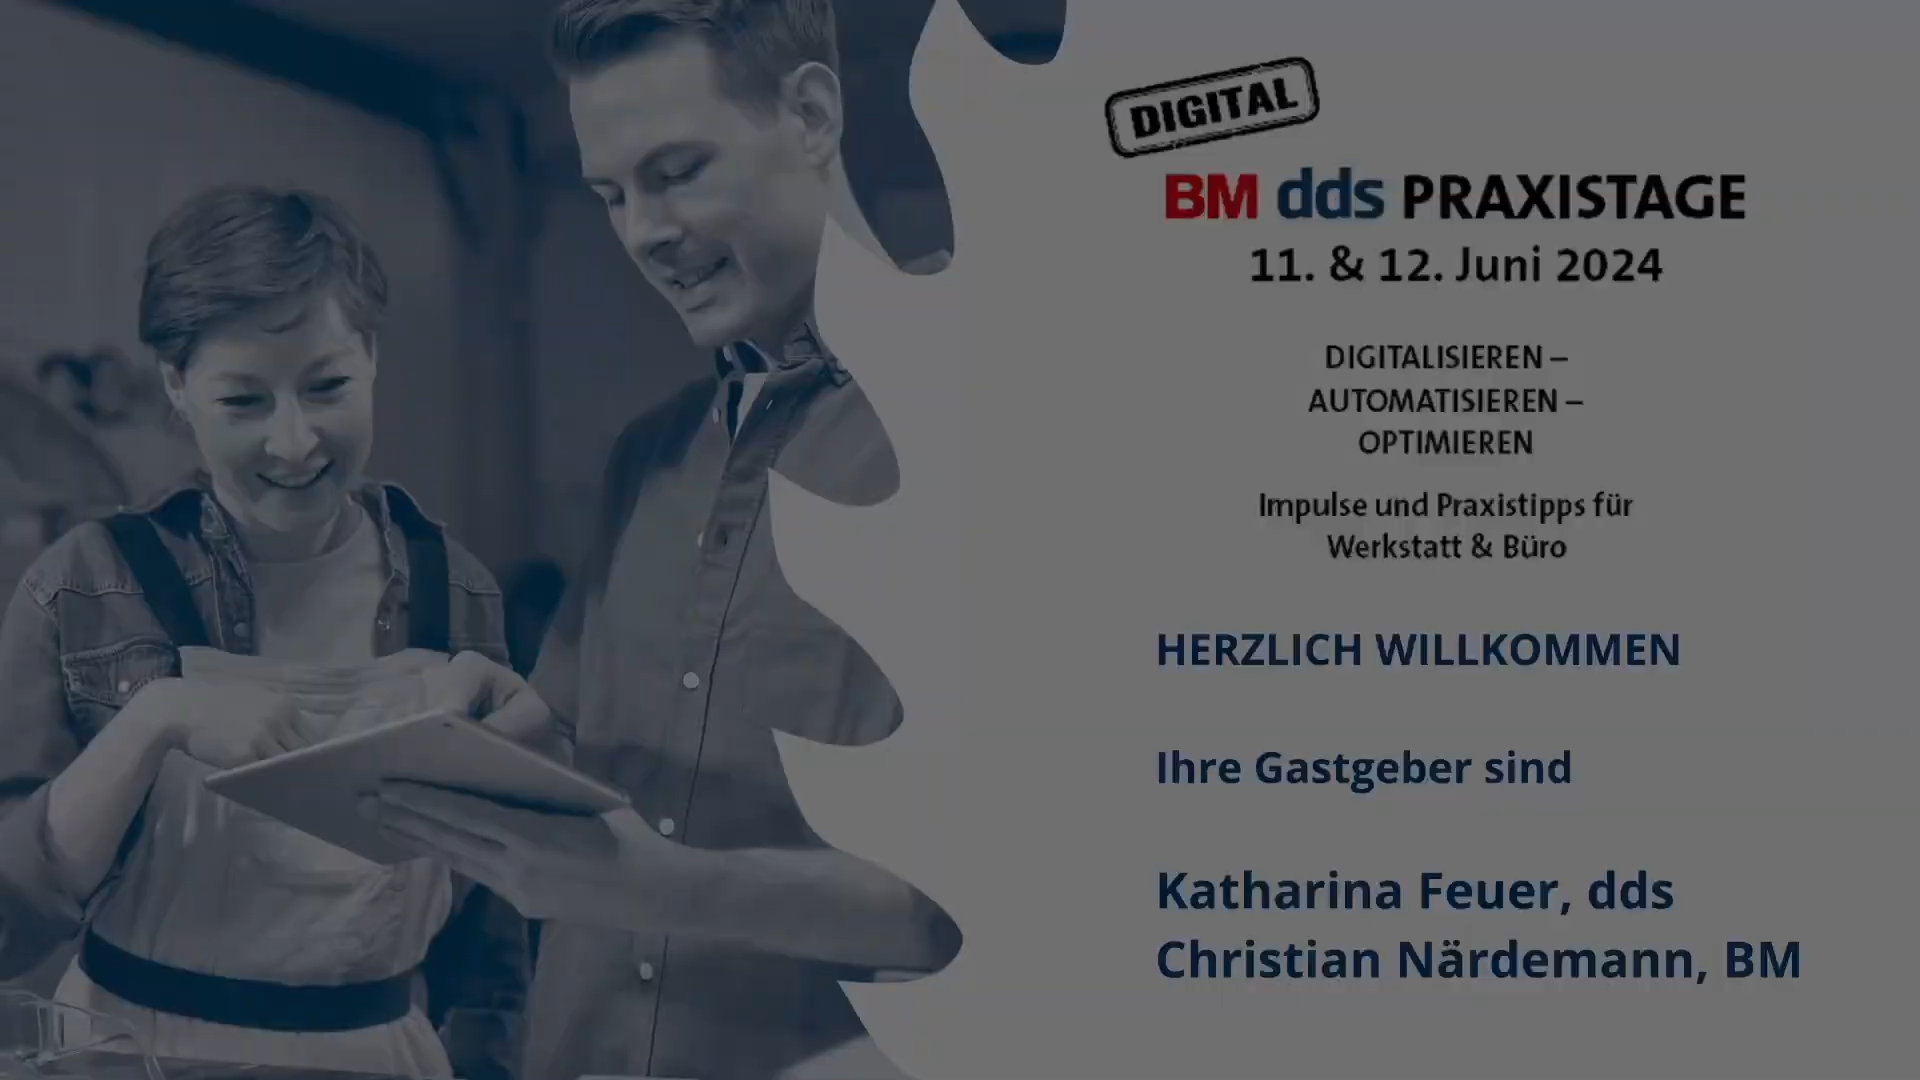 DIGITAL
BM dds PRAXISTAGE
11. & 12. Juni 2024
DIGITALISIEREN –
AUTOMATISIEREN –
OPTIMIEREN
Impulse und Praxistipps für
Werkstatt & Büro
HERZLICH WILLKOMMEN
Ihre Gastgeber sind
Katharina Feuer, dds
Christian Närdemann, BM